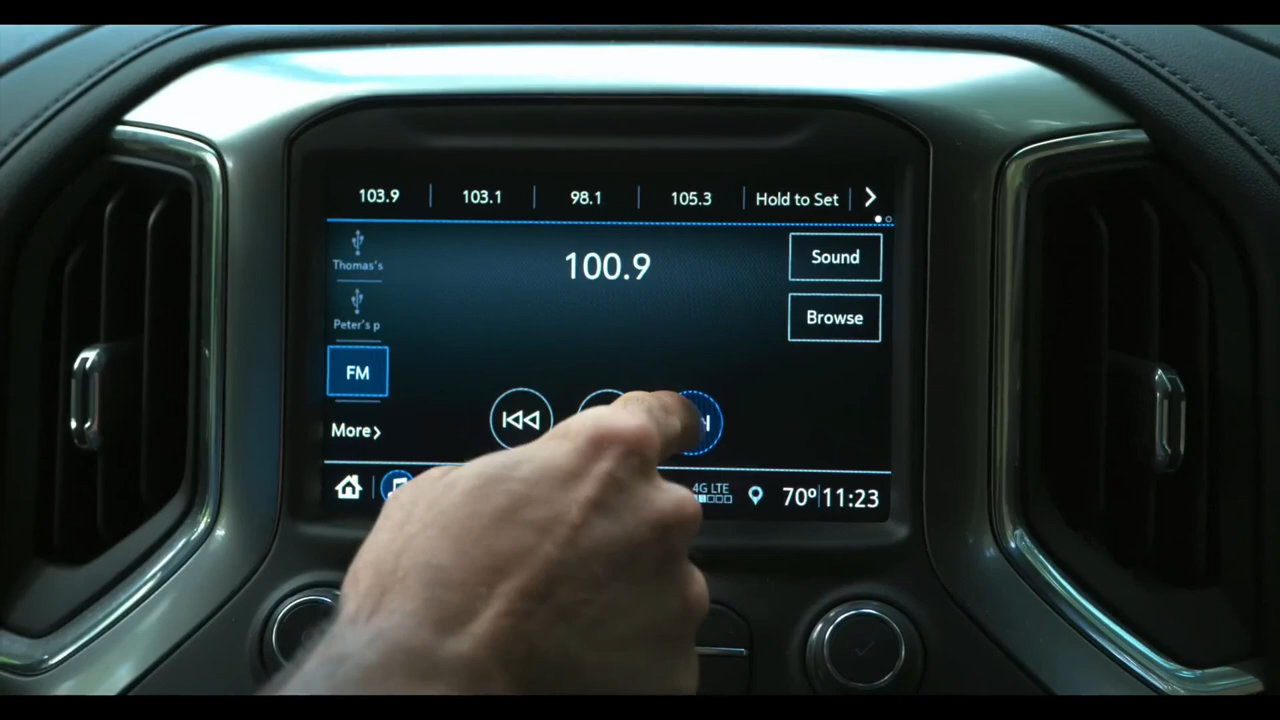 103.9 103.1 98.1 105.3 Hold to Set
Thomas's
100.9
Sound
Peter's p
Browse
FM
More
4G LTE
70° 11:23